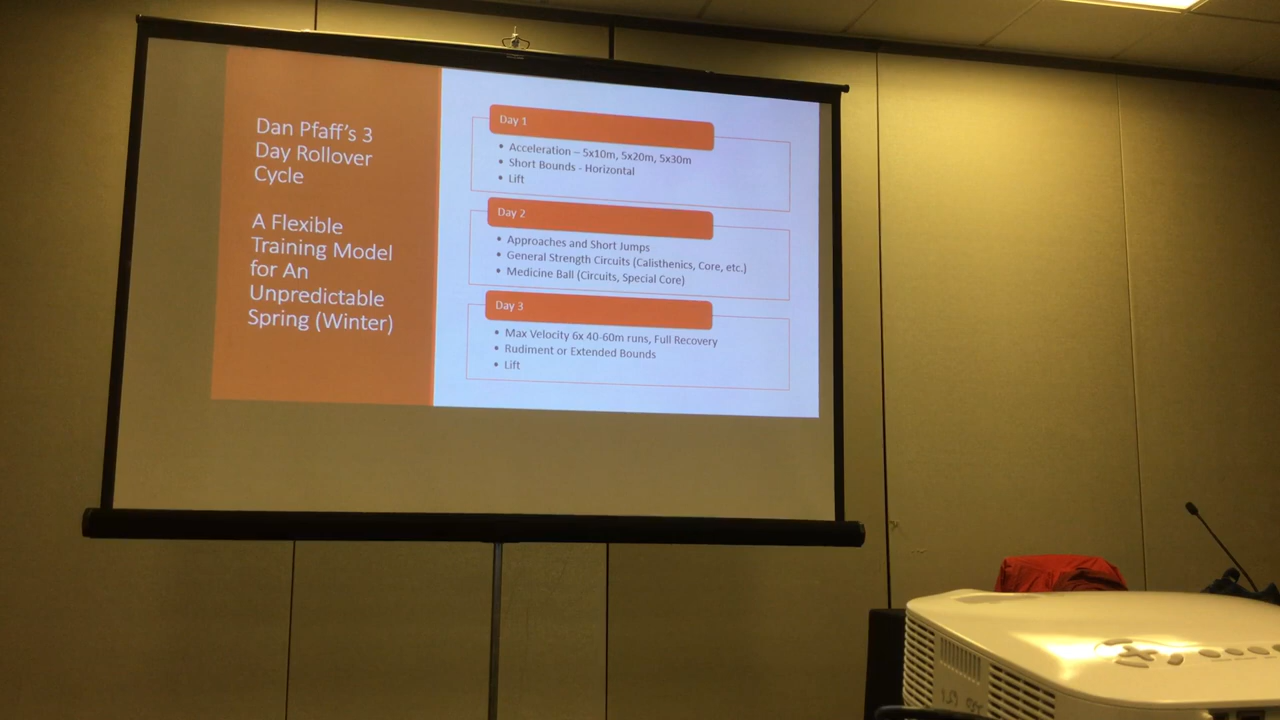 Dan Pfaff's 3
Day Rollover
Cycle
A Flexible
Training Model
for An
Unpredictable
Spring (Winter)
Day 1
• Acceleration – 5x10m, 5x20m, 5x30m
• Short Bounds - Horizontal
• Lift
Day 2
• Approaches and Short Jumps
• General Strength Circuits (Calisthenics, Core, etc.)
• Medicine Ball (Circuits, Special Core)
Day 3
• Max Velocity 6x 40-60m runs, Full Recovery
• Rudiment or Extended Bounds
• Lift